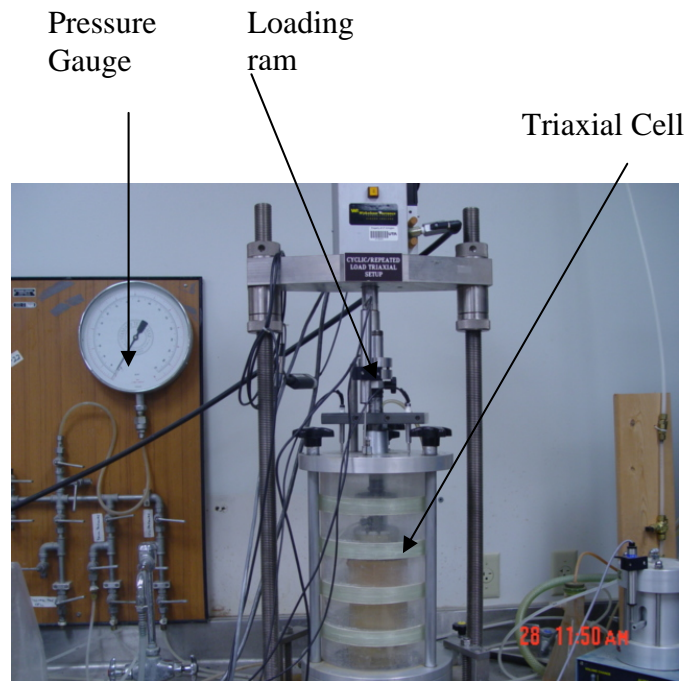 Pressure
Gauge
Loading
ram
Triaxial Cell
CYCLIC/REPEATED
LOAD TRIAXIAL
SETUP
28 11:50 AM